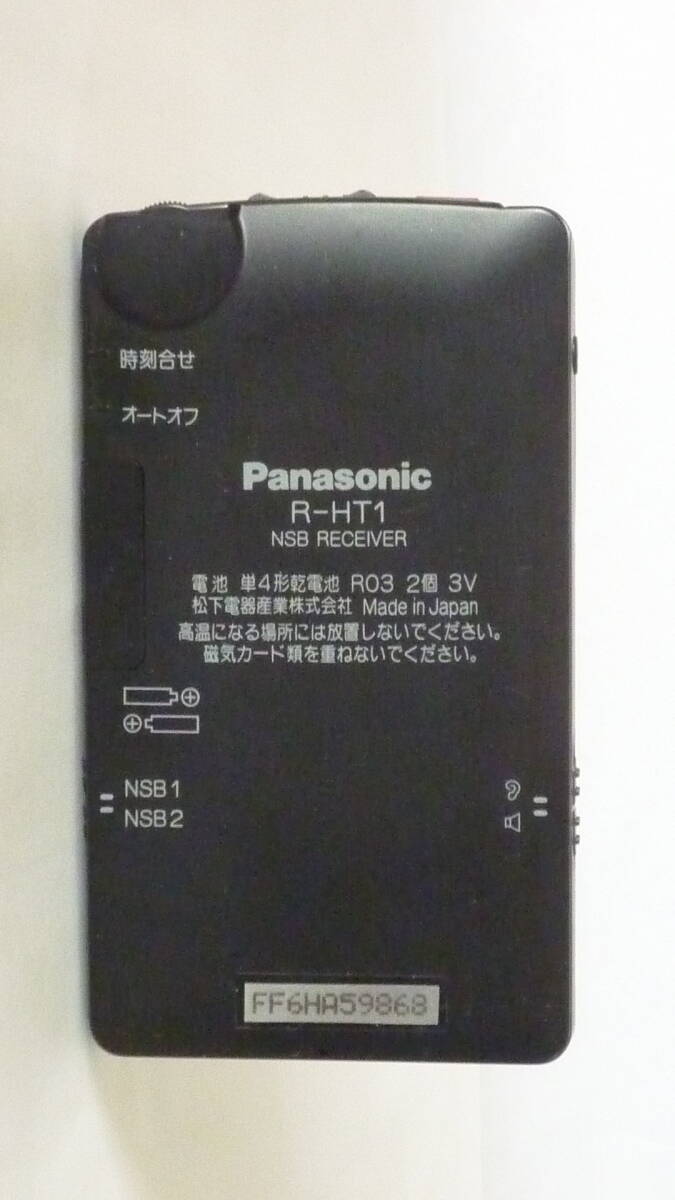 時刻合せ
オートオフ
Panasonic
R-HT1
NSB RECEIVER
電池 単4形乾電池 R03 2個 3V
松下電器産業株式会社 Made in Japan
高温になる場所には放置しないでください。
磁気カード類を重ねないでください。
NSB1
NSB2
FF6HA59868